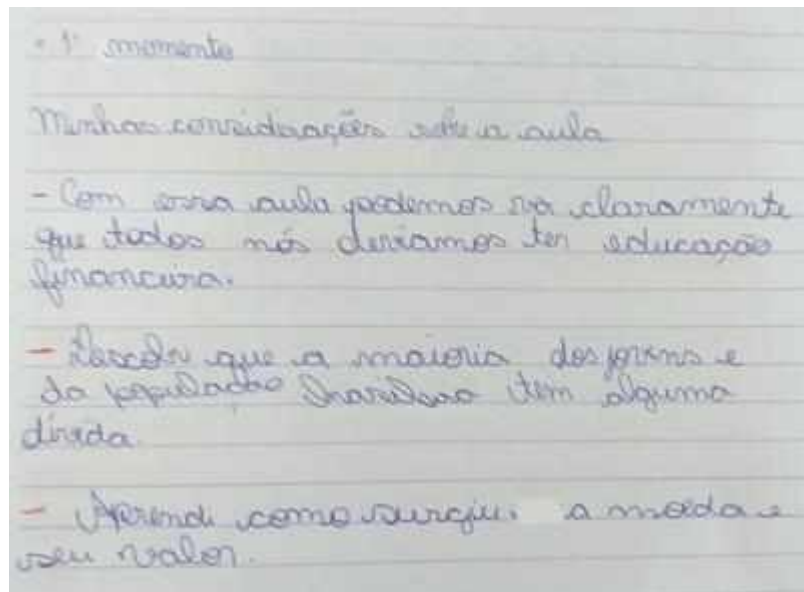 - 1º momento
Minhas considerações sobre a aula
- Com essa aula podemos ver claramente
que todos nós deviamos ter educação
financeira.
- Descobri que a maioria dos jovens e
da população brasileira tem alguma
dívida
- Aprendi como surgiu a moeda e
seu valor.